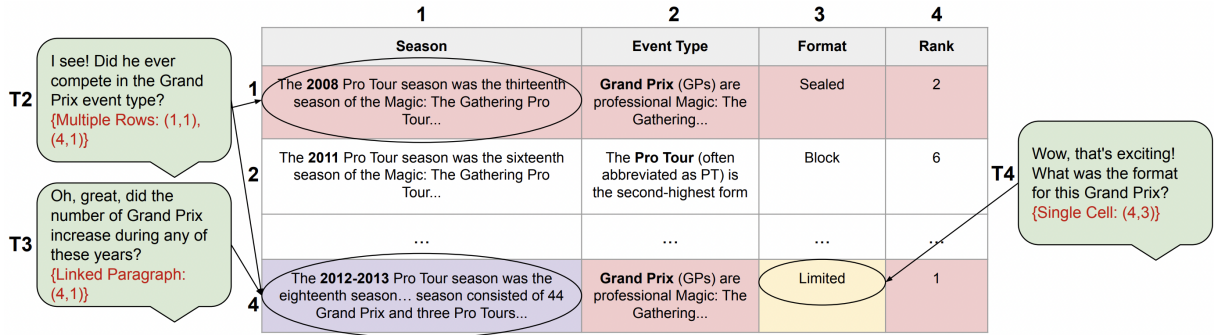 1 2 3 4
Season Event Type Format Rank
T2
I see! Did he ever
compete in the Grand
Prix event type?
{Multiple Rows: (1,1),
(4,1)}
1
The 2008 Pro Tour season was the thirteenth
season of the Magic: The Gathering Pro
Tour...
Grand Prix (GPs) are
professional Magic: The
Gathering...
Sealed
2
2
The 2011 Pro Tour season was the sixteenth
season of the Magic: The Gathering Pro
Tour...
The Pro Tour (often
abbreviated as PT) is
the second-highest form
Block
6
T3
Oh, great, did the
number of Grand Prix
increase during any of
these years?
{Linked Paragraph:
(4,1)}
... ... ... ...
4
The 2012-2013 Pro Tour season was the
eighteenth season... season consisted of 44
Grand Prix and three Pro Tours...
Grand Prix (GPs) are
professional Magic: The
Gathering...
Limited
1
T4
Wow, that's exciting!
What was the format
for this Grand Prix?
{Single Cell: (4,3)}